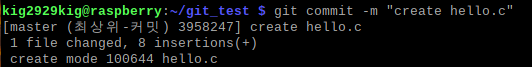 kig2929kig@raspberry:~/git_test $ git commit -m "create hello.c"
[master (최상위-커밋) 3958247] create hello.c
 1 file changed, 8 insertions(+)
 create mode 100644 hello.c